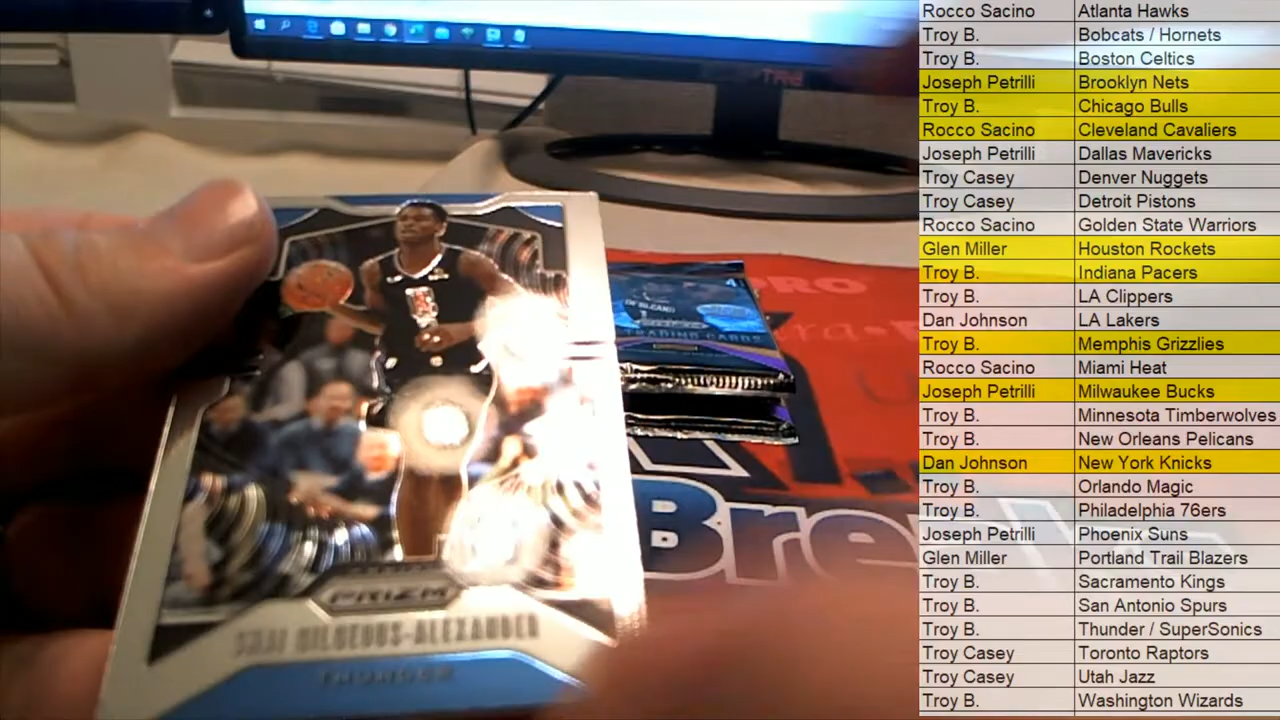 Rocco Sacino Atlanta Hawks
Troy B. Bobcats / Hornets
Troy B. Boston Celtics
Joseph Petrilli Brooklyn Nets
Troy B. Chicago Bulls
Rocco Sacino Cleveland Cavaliers
Joseph Petrilli Dallas Mavericks
Troy Casey Denver Nuggets
Troy Casey Detroit Pistons
Rocco Sacino Golden State Warriors
Glen Miller Houston Rockets
Troy B. Indiana Pacers
Troy B. LA Clippers
Dan Johnson LA Lakers
Troy B. Memphis Grizzlies
Rocco Sacino Miami Heat
Joseph Petrilli Milwaukee Bucks
Troy B. Minnesota Timberwolves
Troy B. New Orleans Pelicans
Dan Johnson New York Knicks
Troy B. Orlando Magic
Troy B. Philadelphia 76ers
Joseph Petrilli Phoenix Suns
Glen Miller Portland Trail Blazers
Troy B. Sacramento Kings
Troy B. San Antonio Spurs
Troy B. Thunder / SuperSonics
Troy Casey Toronto Raptors
Troy Casey Utah Jazz
Troy B. Washington Wizards
PRIZM
SHAI GILGEOUS-ALEXANDER
THUNDER
TRADING CARDS
PRO
Bre